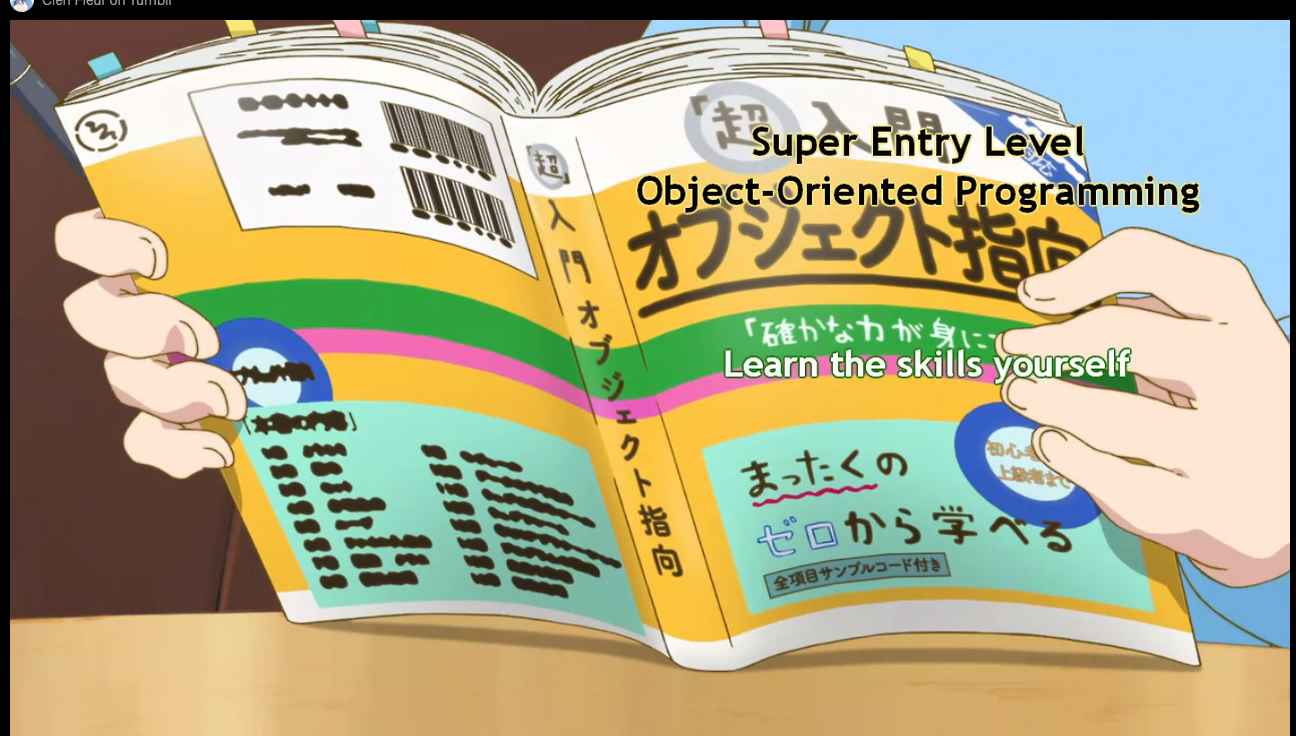 Clen Fleur on Tumblr
「超」入門
対応
Super Entry Level
Object-Oriented Programming
オブジェクト指向
「確かな力が身に
Learn the skills yourself
まったくの
ゼロから学べる
全項目サンプルコード付き
初心者
上級者まで
「超」入門オブジェクト指向